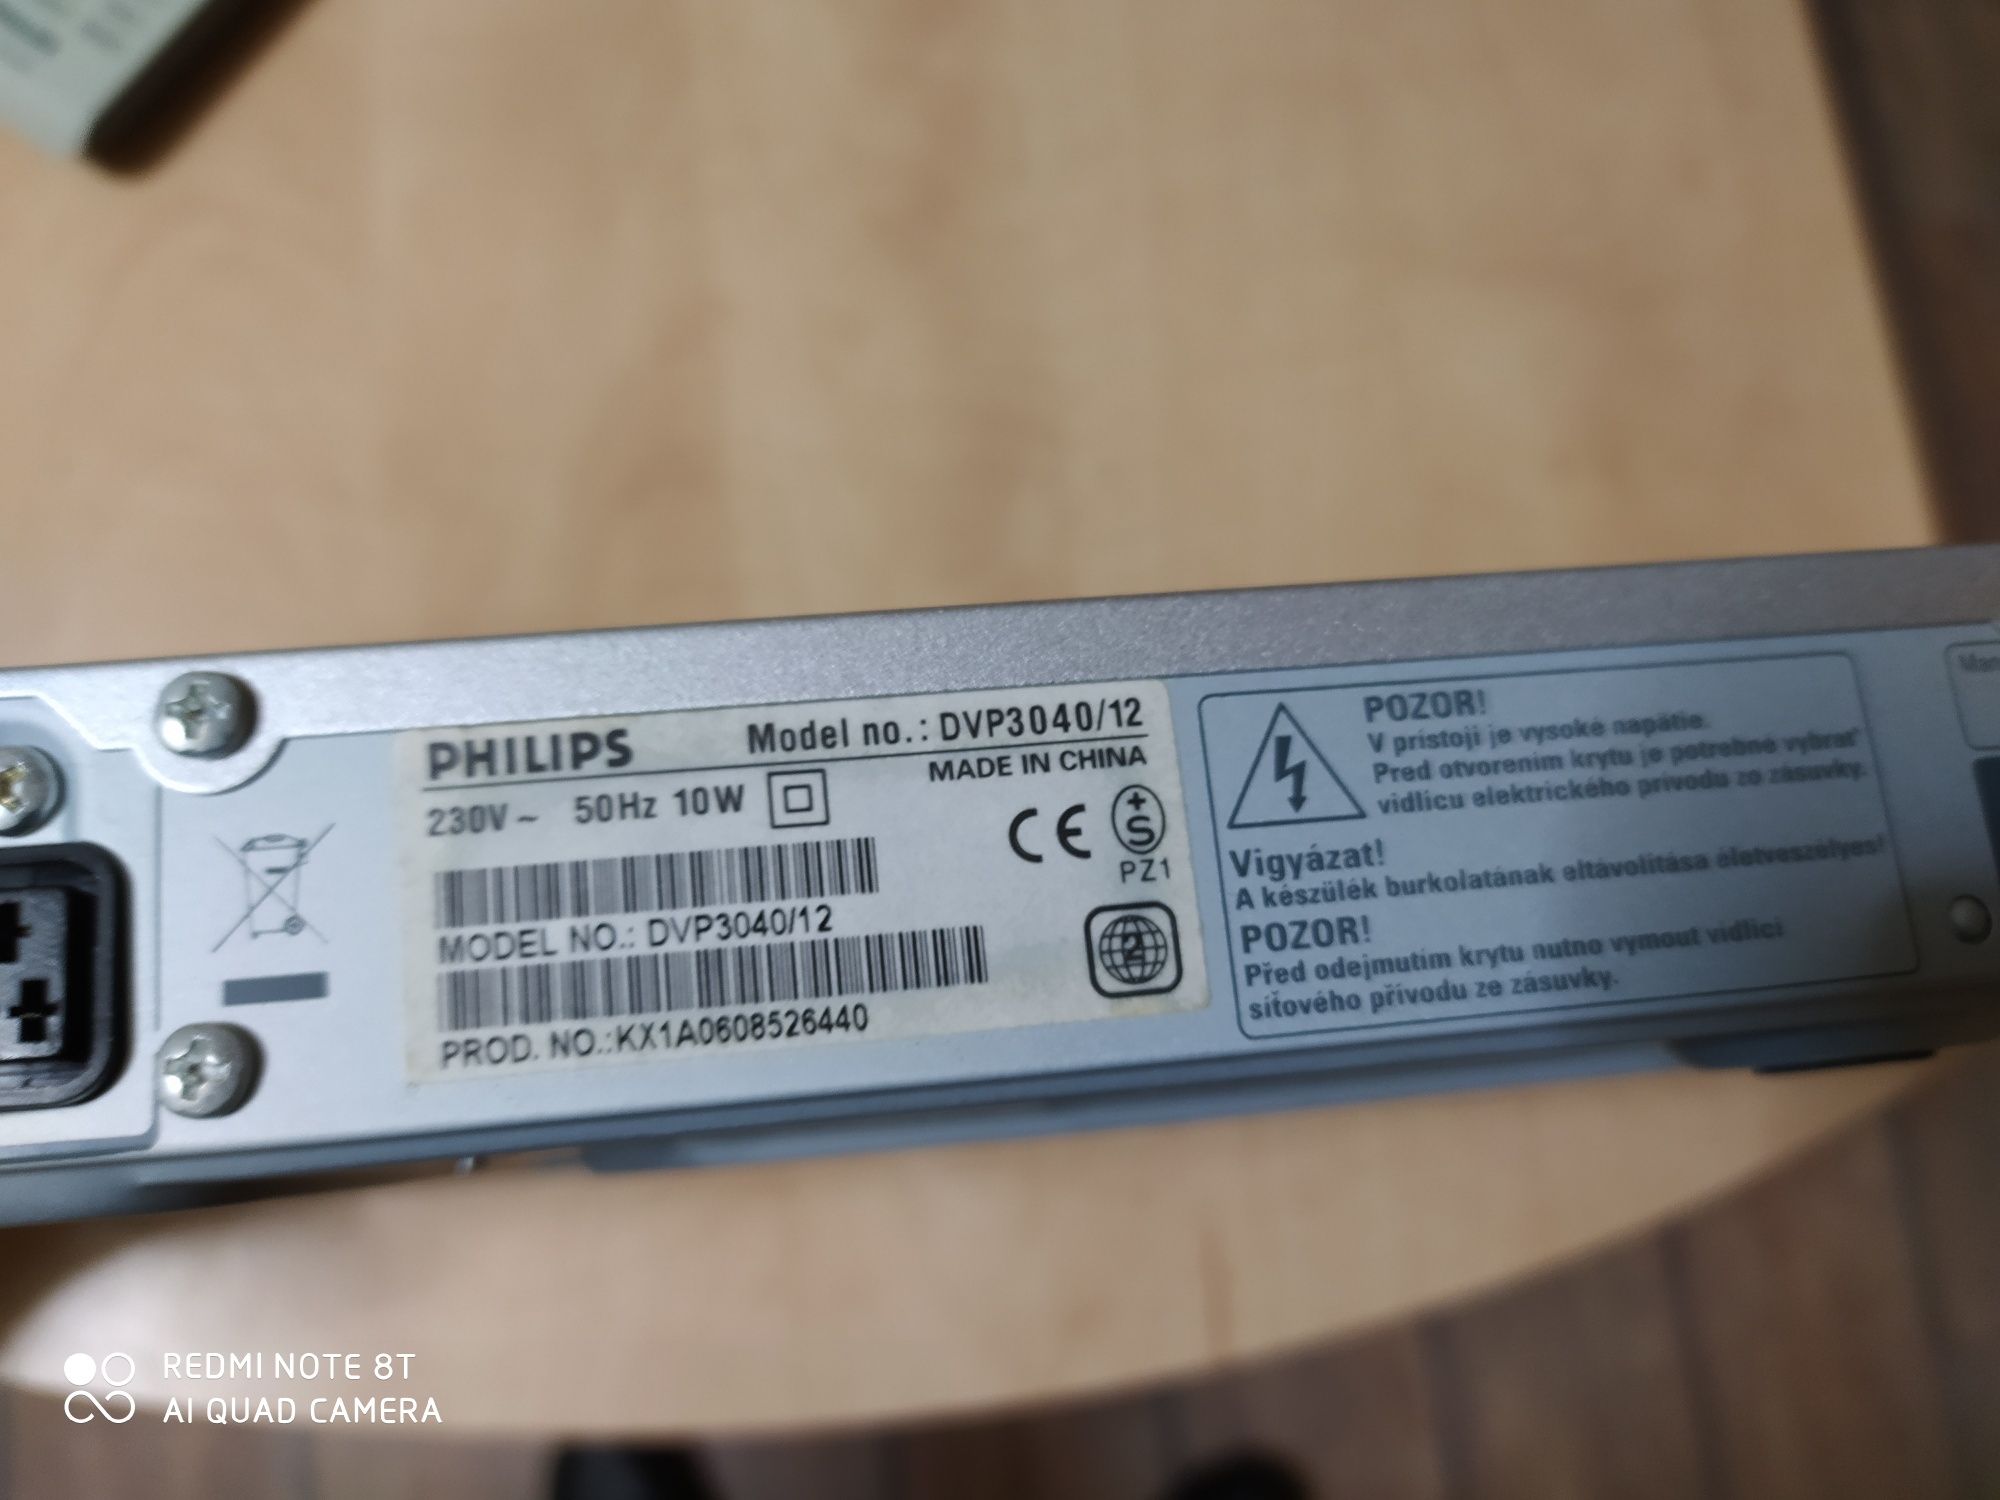 PHILIPS Model no.: DVP3040/12
MADE IN CHINA
230V ~ 50Hz 10W
CE
+
S
PZ1
MODEL NO.: DVP3040/12
2
PROD. NO.:KX1A0608526440
POZOR!
V prístoji je vysoké napätie.
Pred otvorením krytu je potrebné vybrať
vidlicu elektrického prívodu zo zásuvky.
Vigyázat!
A készülék burkolatának eltávolítása életveszélyes!
POZOR!
Před odejmutím krytu nutno vymout vidlici
síťového přívodu ze zásuvky.
REDMI NOTE 8T
AI QUAD CAMERA